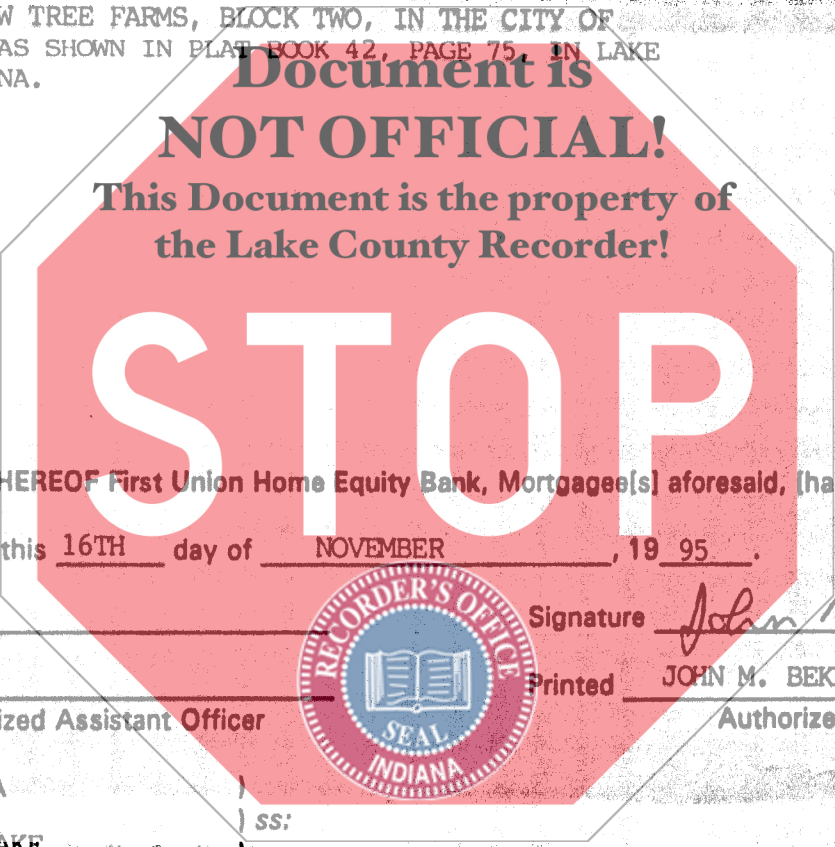 W TREE FARMS, BLOCK TWO, IN THE CITY OF
AS SHOWN IN PLAT BOOK 42, PAGE 75, IN LAKE
NA.
Document is
NOT OFFICIAL!
This Document is the property of
the Lake County Recorder!
STOP
HEREOF First Union Home Equity Bank, Mortgagee[s] aforesaid, [ha
this 16TH day of NOVEMBER , 19 95 .
RECORDER'S OFFICE
SEAL
INDIANA
Signature John
Printed JOHN M. BEK
ized Assistant Officer Authorize
)
) ss:
AKE )